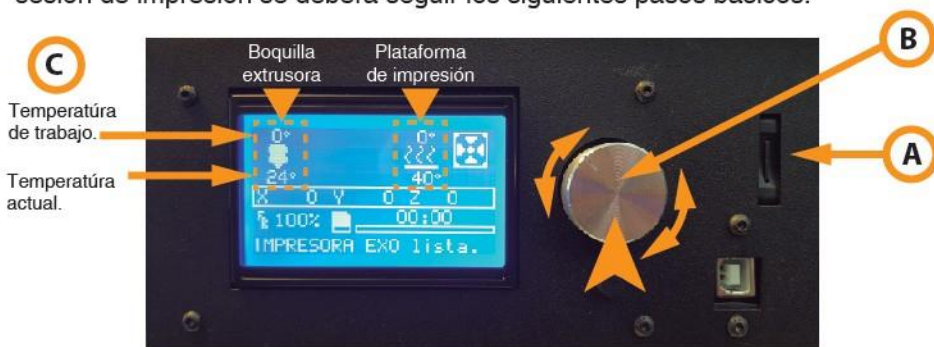 sesión de impresión se deberá seguir los siguientes pasos básicos:
C
B
A
Boquilla
extrusora
Plataforma
de impresión
Temperatúra
de trabajo.
Temperatúra
actual.
0°
0°
24°
40°
X 0 Y 0 Z 0
FR 100% 00:00
IMPRESORA EXO lista.